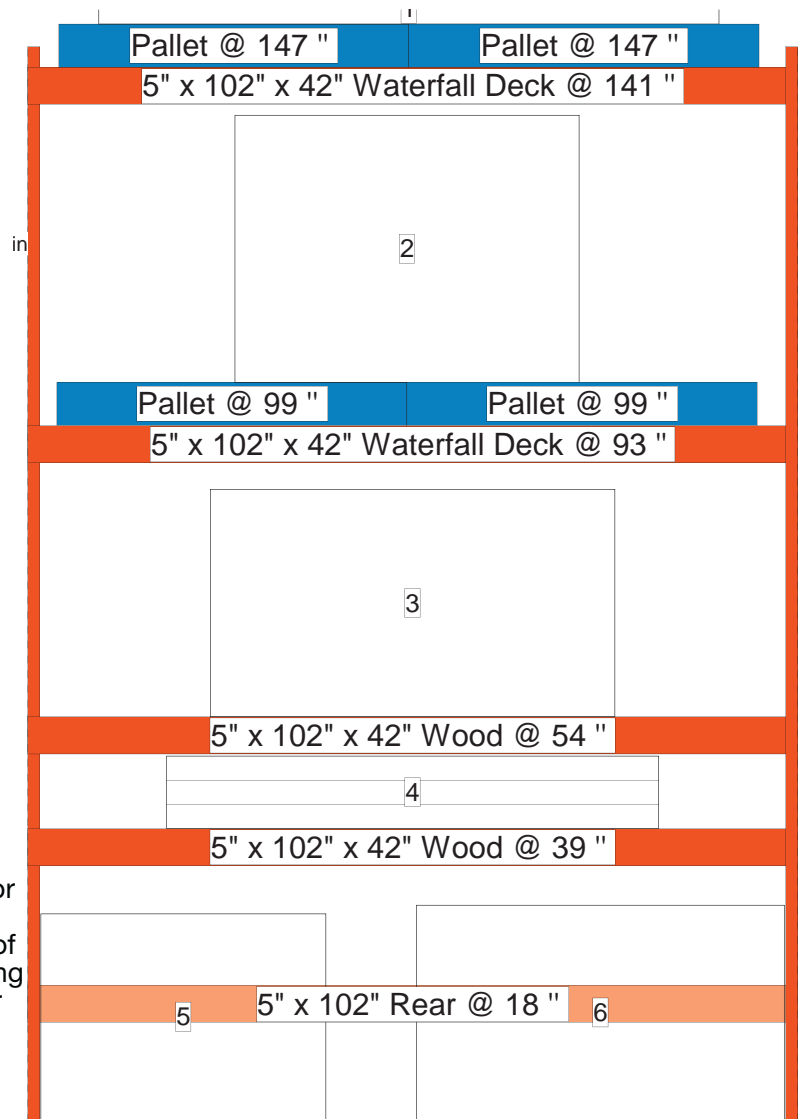 Pallet @ 147 " Pallet @ 147 "
5" x 102" x 42" Waterfall Deck @ 141 "
in
2
Pallet @ 99 " Pallet @ 99 "
5" x 102" x 42" Waterfall Deck @ 93 "
3
5" x 102" x 42" Wood @ 54 "
4
5" x 102" x 42" Wood @ 39 "
or
of
ng
5" x 102" Rear @ 18 "
5 6